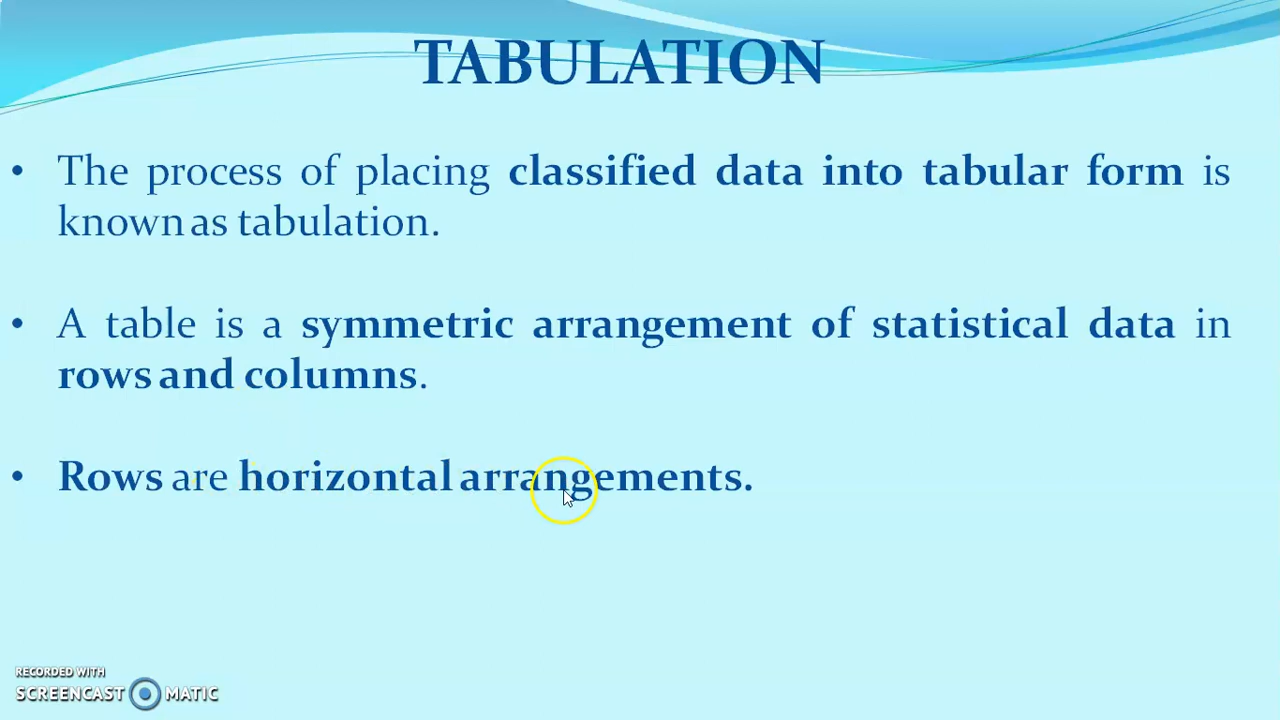 TABULATION
• The process of placing classified data into tabular form is
known as tabulation.
• A table is a symmetric arrangement of statistical data in
rows and columns.
• Rows are horizontal arrangements.
RECORDED WITH
SCREENCAST MATIC